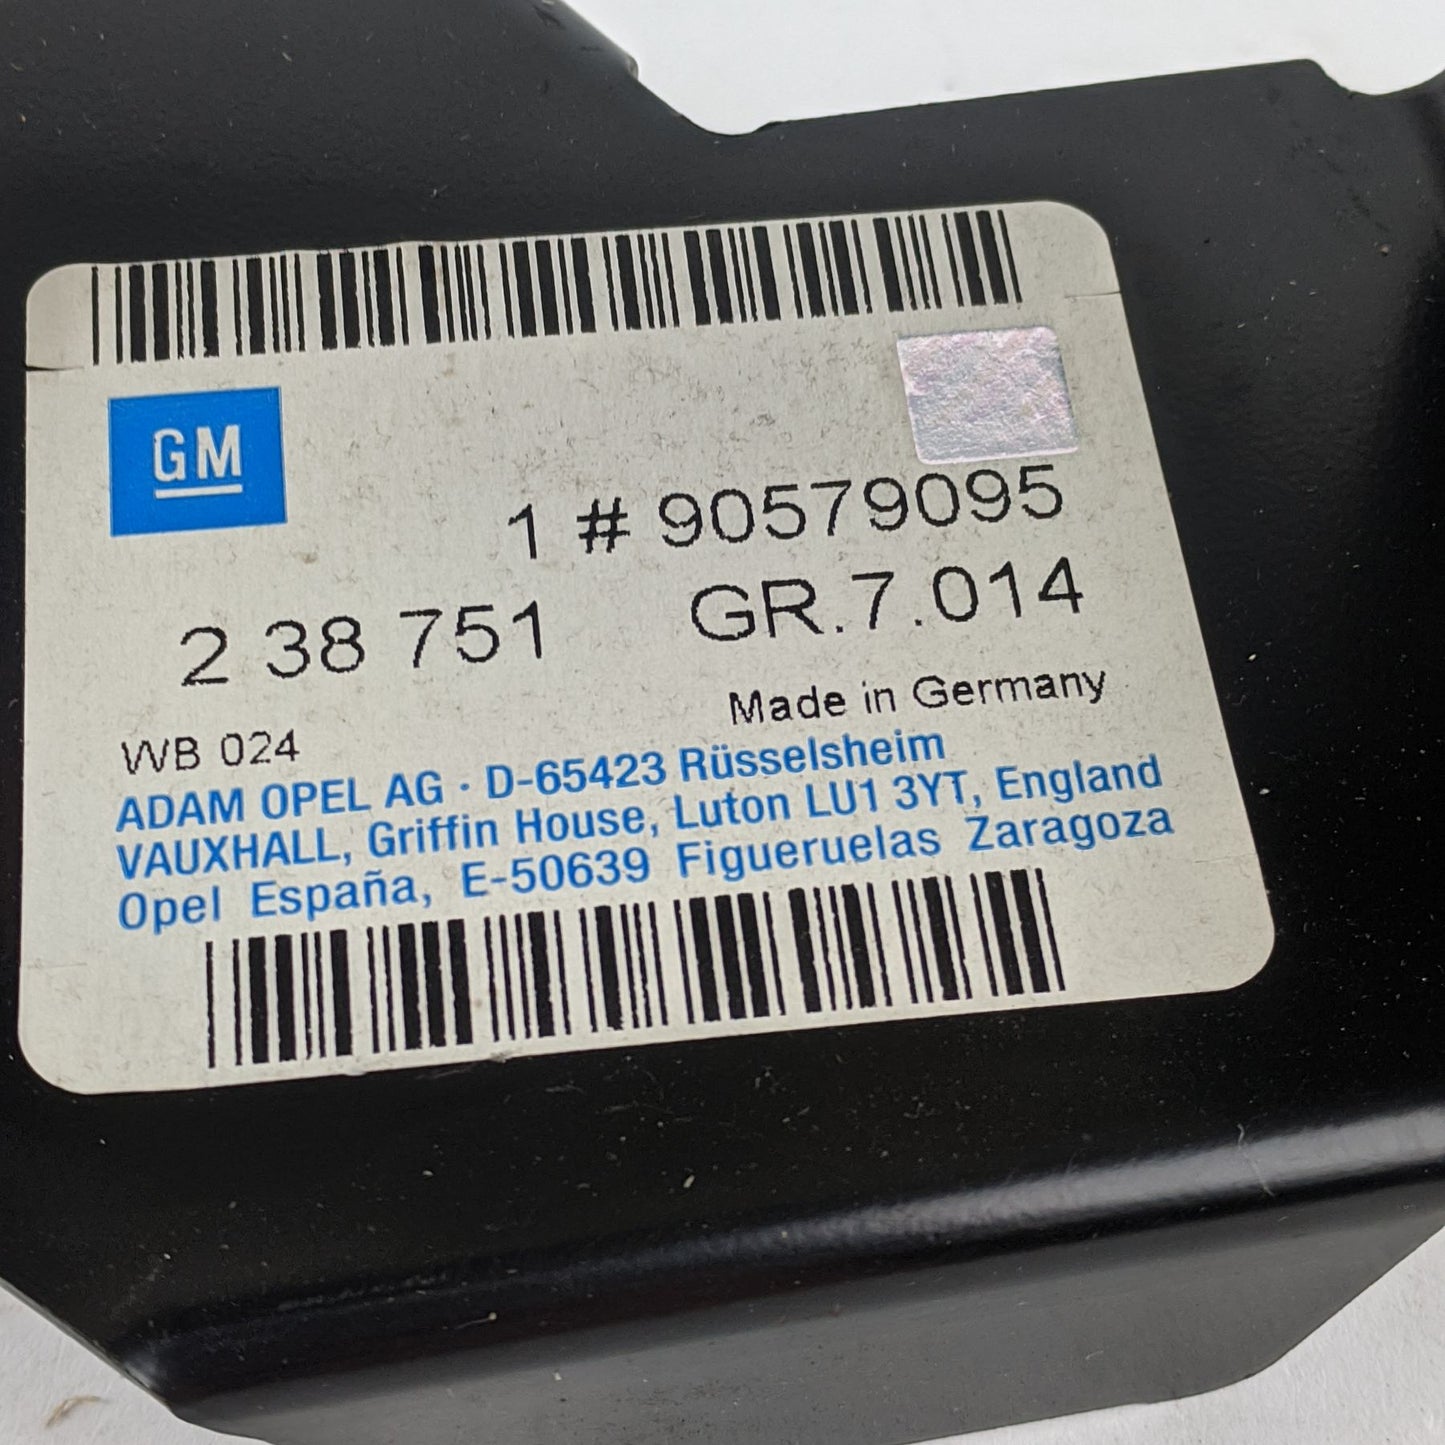 GM
1 # 90579095
2 38 751 GR.7.014
Made in Germany
WB 024
ADAM OPEL AG · D-65423 Rüsselsheim
VAUXHALL, Griffin House, Luton LU1 3YT, England
Opel España, E-50639 Figueruelas Zaragoza